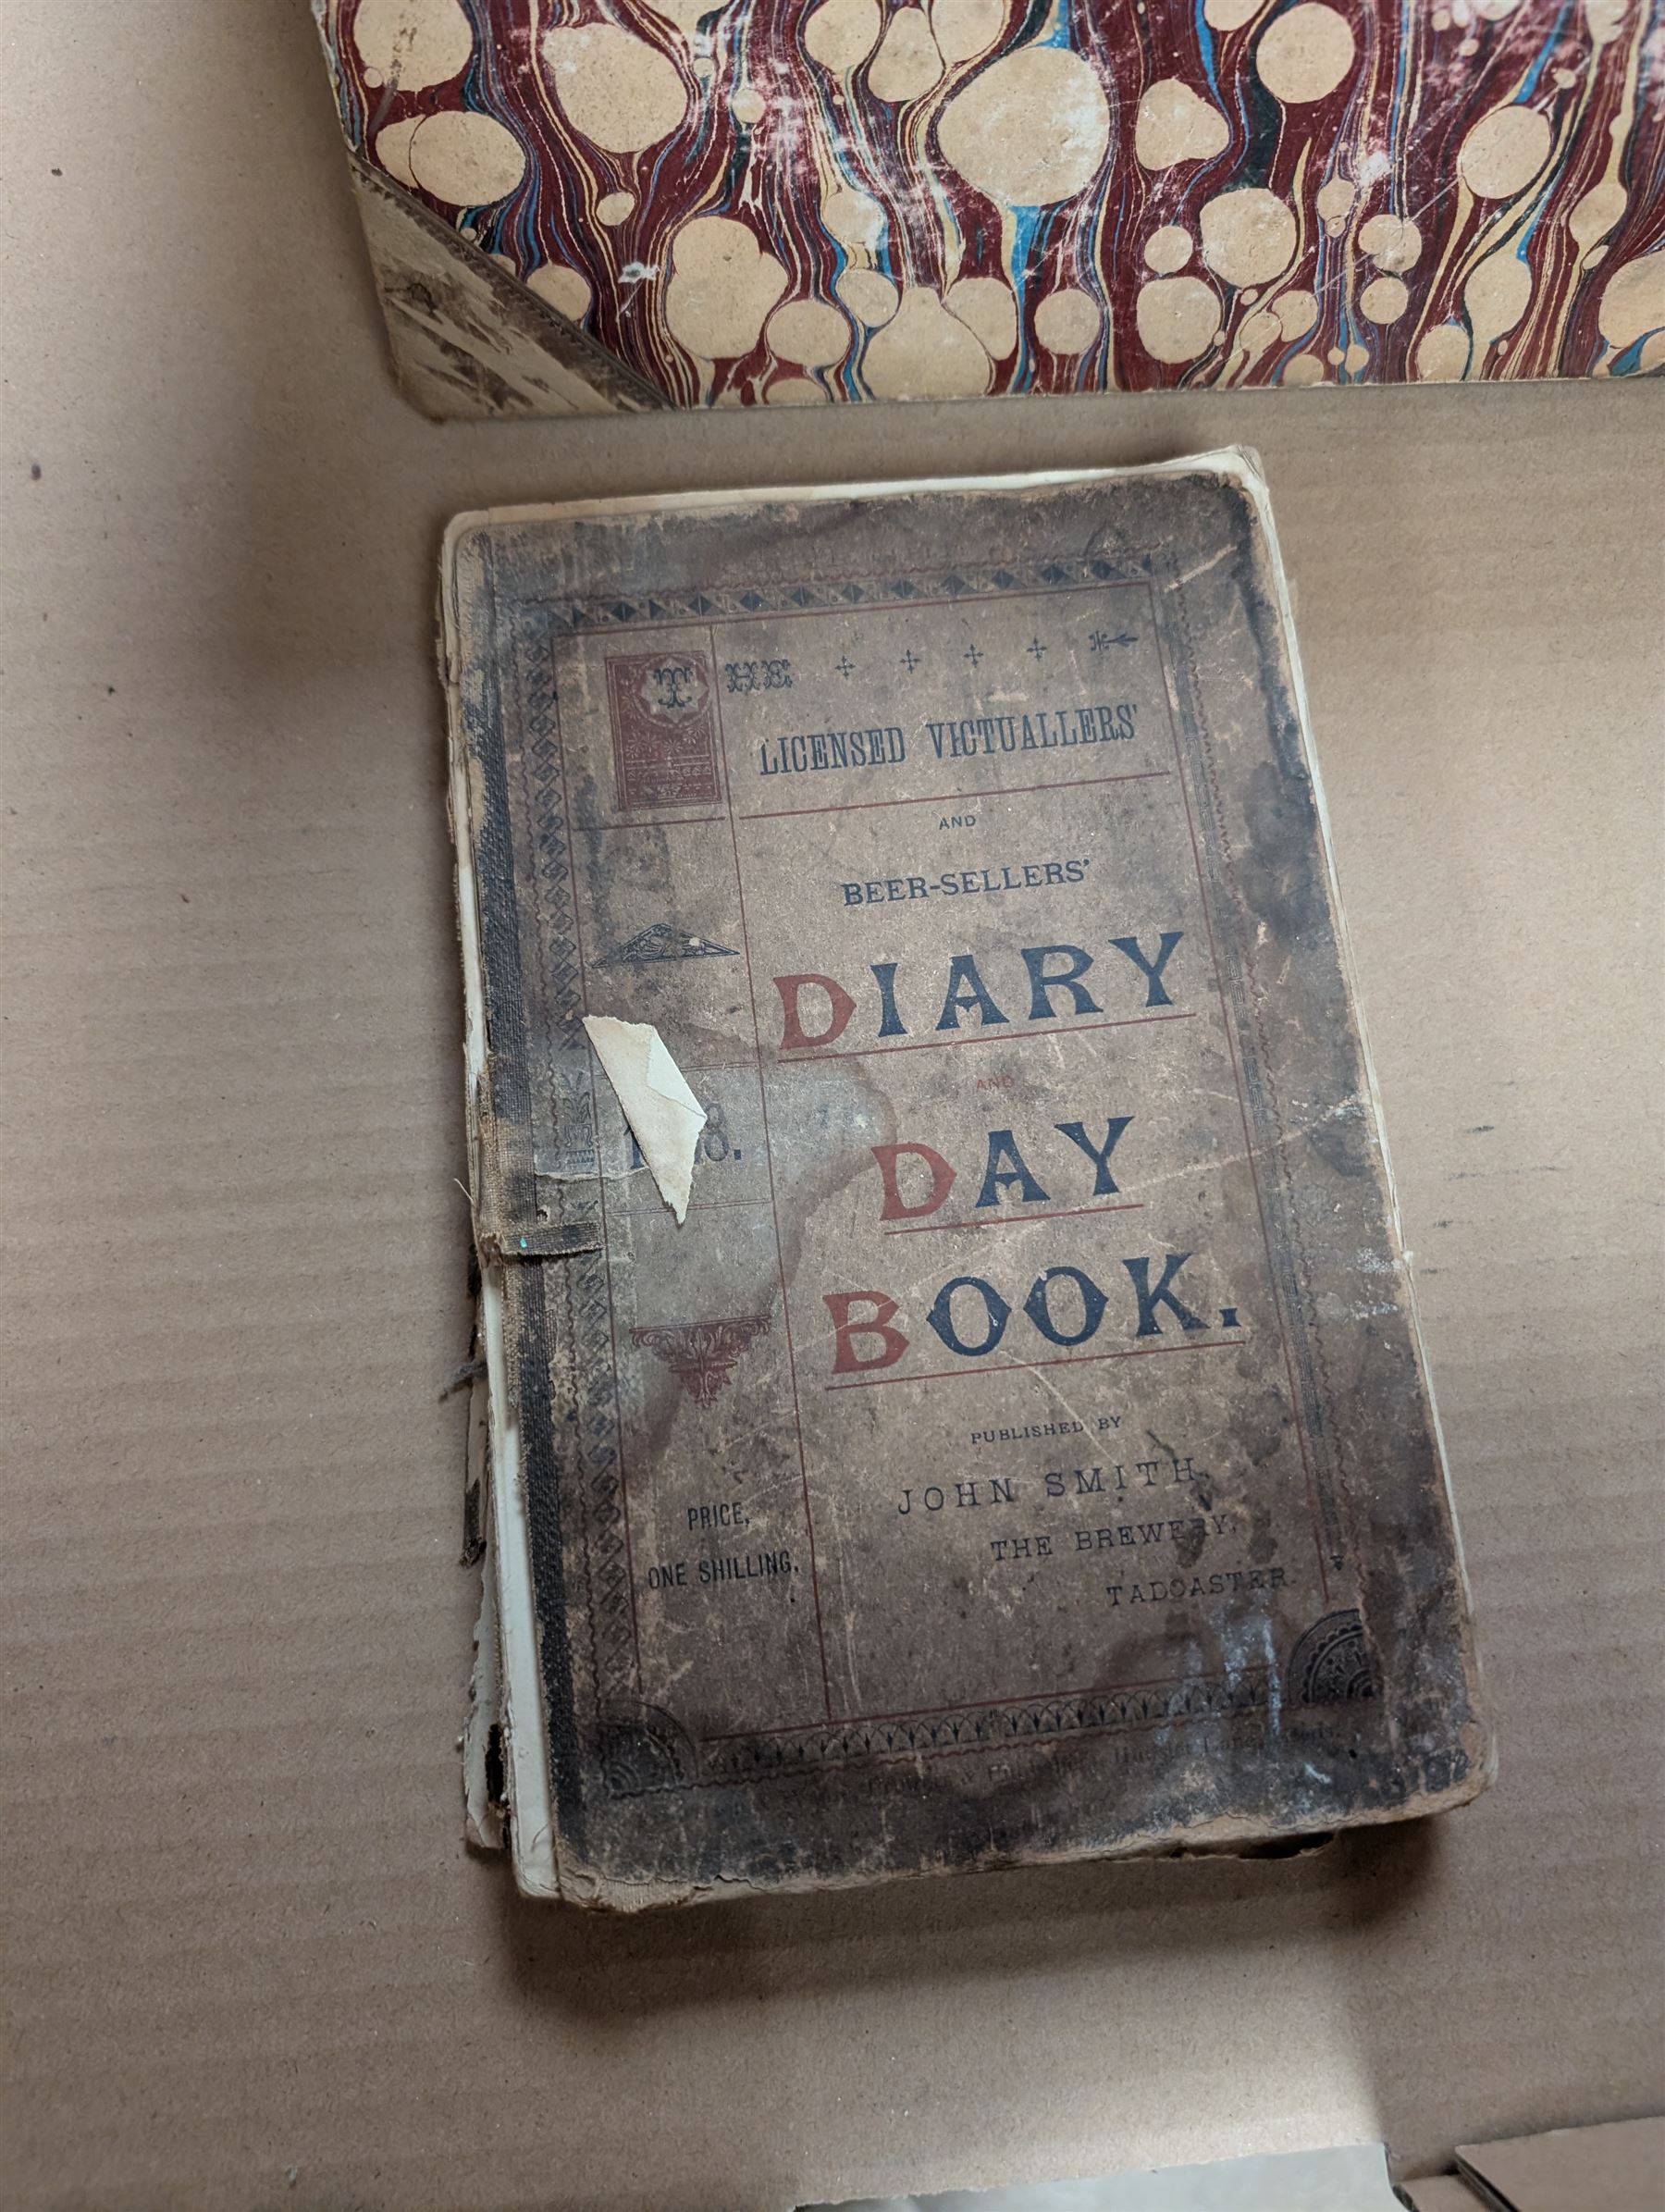 THE
LICENSED VICTUALLERS'
AND
BEER-SELLERS'
DIARY
AND
DAY
BOOK.
PUBLISHED BY
JOHN SMITH,
THE BREWERY,
TADCASTER.
PRICE,
ONE SHILLING.